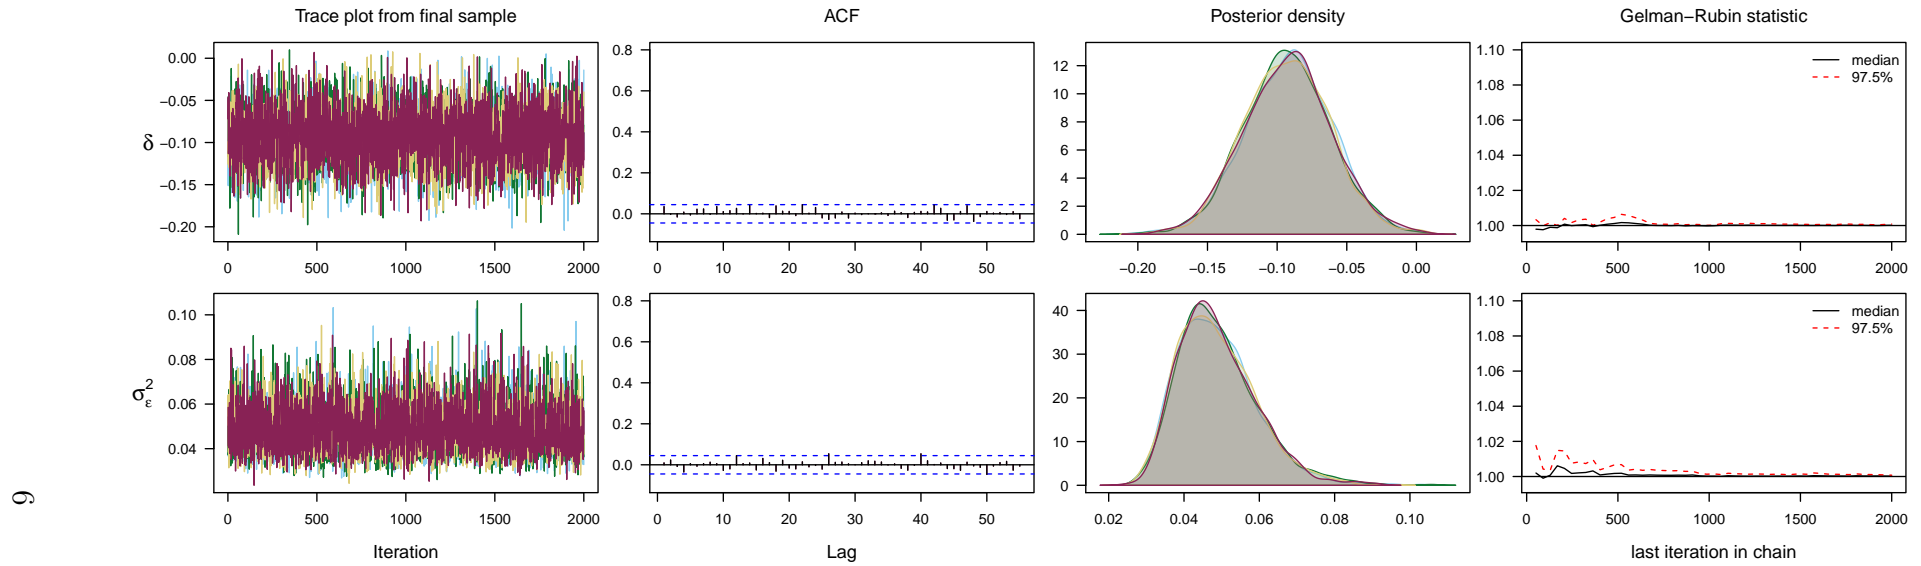 Trace plot from final sample
ACF
Posterior density
Gelman−Rubin statistic
δ
0.00
−0.05
−0.10
−0.15
−0.20
0 500 1000 1500 2000
0.8
0.6
0.4
0.2
0.0
0 10 20 30 40 50
12
10
8
6
4
2
0
−0.20 −0.15 −0.10 −0.05 0.00
1.10
1.08
1.06
1.04
1.02
1.00
median
97.5%
0 500 1000 1500 2000
σ²ε
0.10
0.08
0.06
0.04
0 500 1000 1500 2000
Iteration
0.8
0.6
0.4
0.2
0.0
0 10 20 30 40 50
Lag
40
30
20
10
0
0.02 0.04 0.06 0.08 0.10
1.10
1.08
1.06
1.04
1.02
1.00
median
97.5%
0 500 1000 1500 2000
last iteration in chain
9